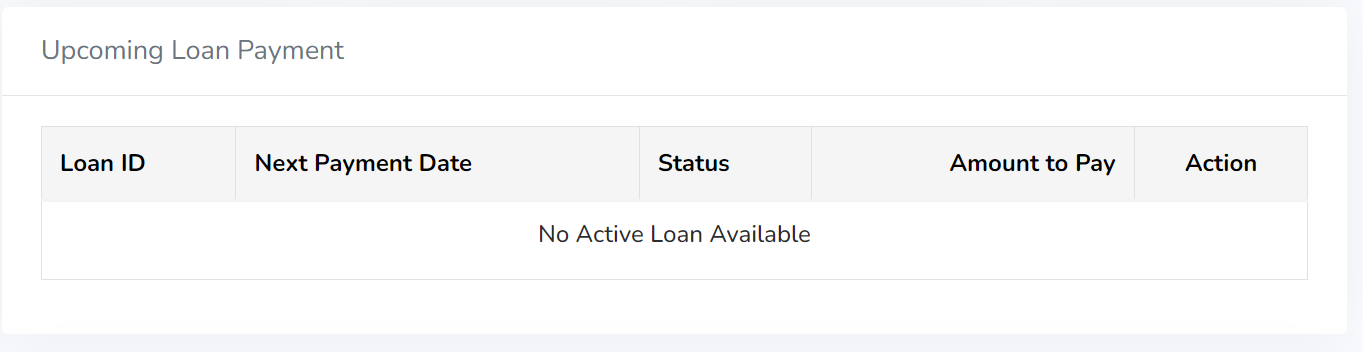 Upcoming Loan Payment
Loan ID Next Payment Date Status Amount to Pay Action
No Active Loan Available